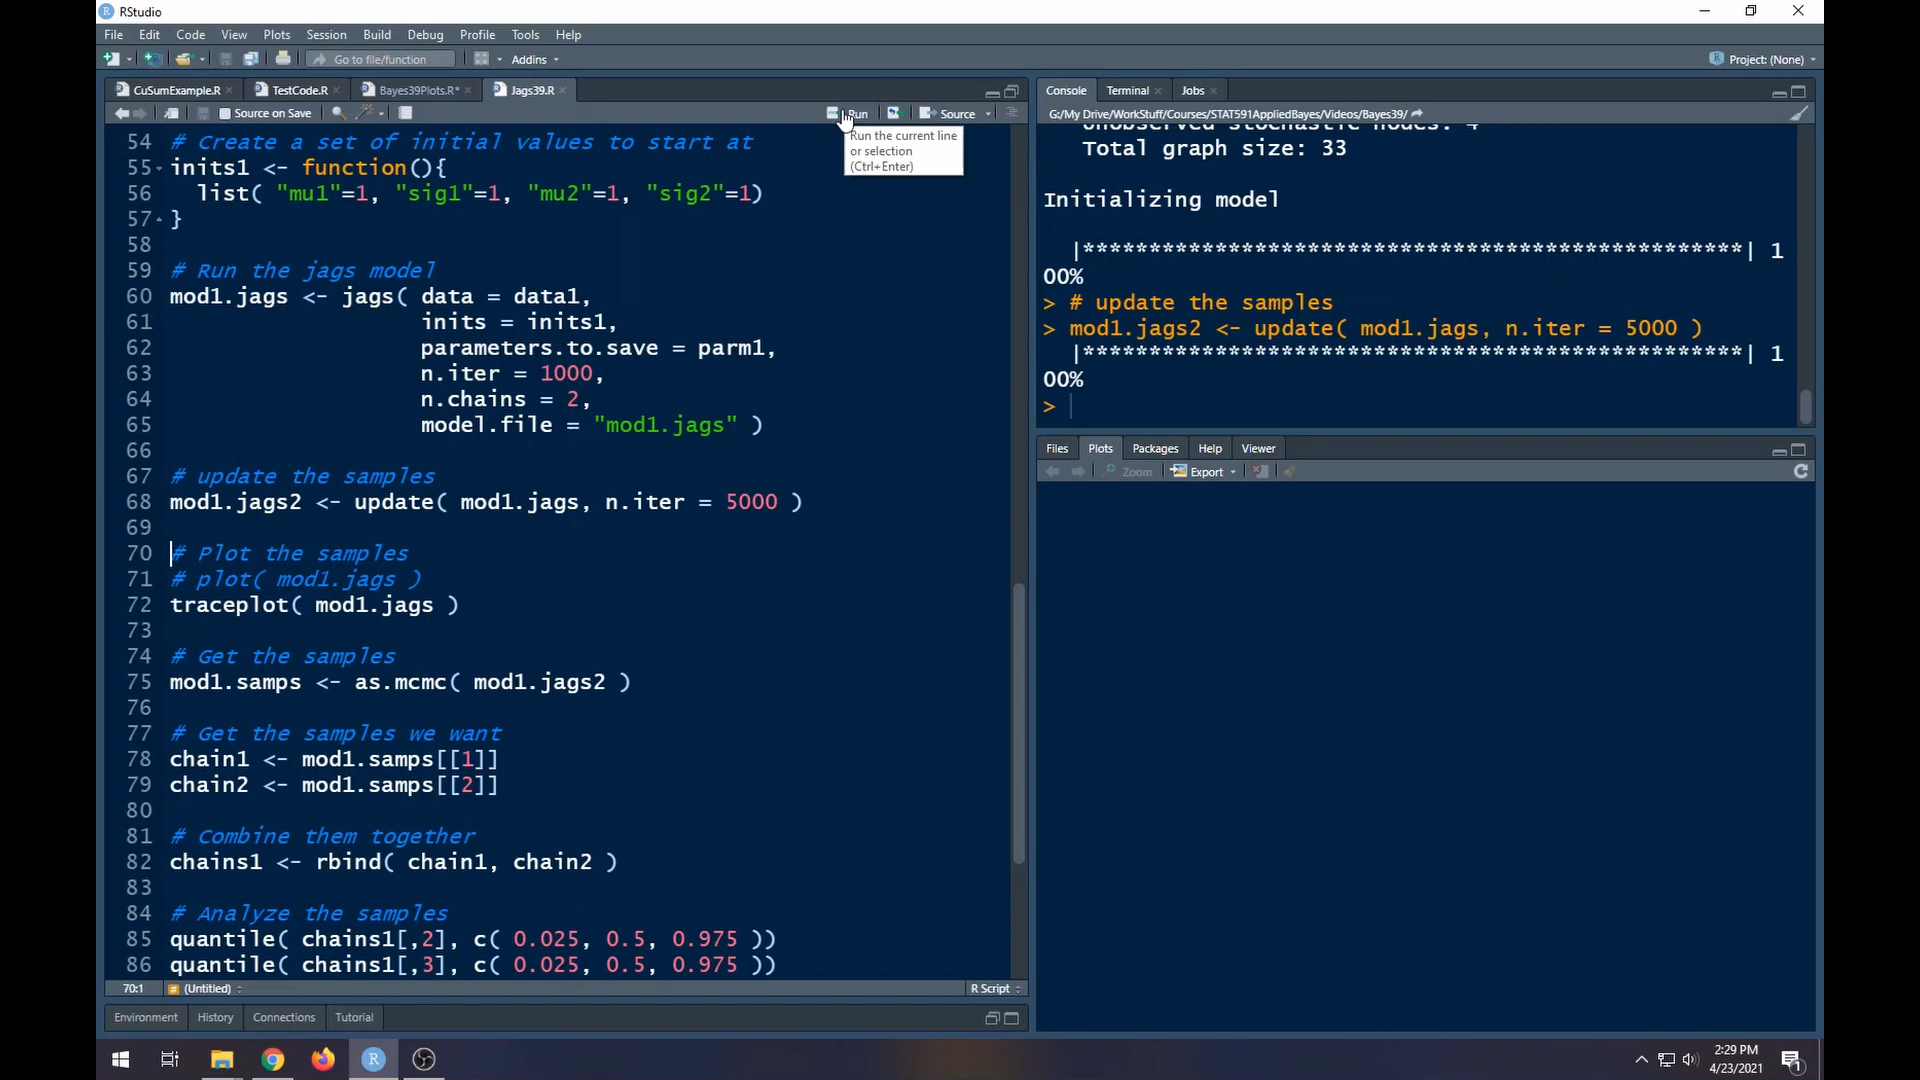 RStudio
File Edit Code View Plots Session Build Debug Profile Tools Help
Go to file/function Addins Project: (None)
CuSumExample.R TestCode.R Bayes39Plots.R* Jags39.R
Source on Save Run Source
Run the current line
or selection
(Ctrl+Enter)
54 # Create a set of initial values to start at
55 inits1 <- function(){
56 list( "mu1"=1, "sig1"=1, "mu2"=1, "sig2"=1)
57 }
58
59 # Run the jags model
60 mod1.jags <- jags( data = data1,
61 inits = inits1,
62 parameters.to.save = parm1,
63 n.iter = 1000,
64 n.chains = 2,
65 model.file = "mod1.jags" )
66
67 # update the samples
68 mod1.jags2 <- update( mod1.jags, n.iter = 5000 )
69
70 # Plot the samples
71 # plot( mod1.jags )
72 traceplot( mod1.jags )
73
74 # Get the samples
75 mod1.samps <- as.mcmc( mod1.jags2 )
76
77 # Get the samples we want
78 chain1 <- mod1.samps[[1]]
79 chain2 <- mod1.samps[[2]]
80
81 # Combine them together
82 chains1 <- rbind( chain1, chain2 )
83
84 # Analyze the samples
85 quantile( chains1[,2], c( 0.025, 0.5, 0.975 ))
86 quantile( chains1[,3], c( 0.025, 0.5, 0.975 ))
70:1 (Untitled) R Script
Environment History Connections Tutorial
Console Terminal Jobs
G:/My Drive/WorkStuff/Courses/STAT591AppliedBayes/Videos/Bayes39/
Unobserved stochastic nodes: 4
Total graph size: 33
Initializing model
|**************************************************| 1
00%
> # update the samples
> mod1.jags2 <- update( mod1.jags, n.iter = 5000 )
|**************************************************| 1
00%
>
Files Plots Packages Help Viewer
Zoom Export
2:29 PM
4/23/2021